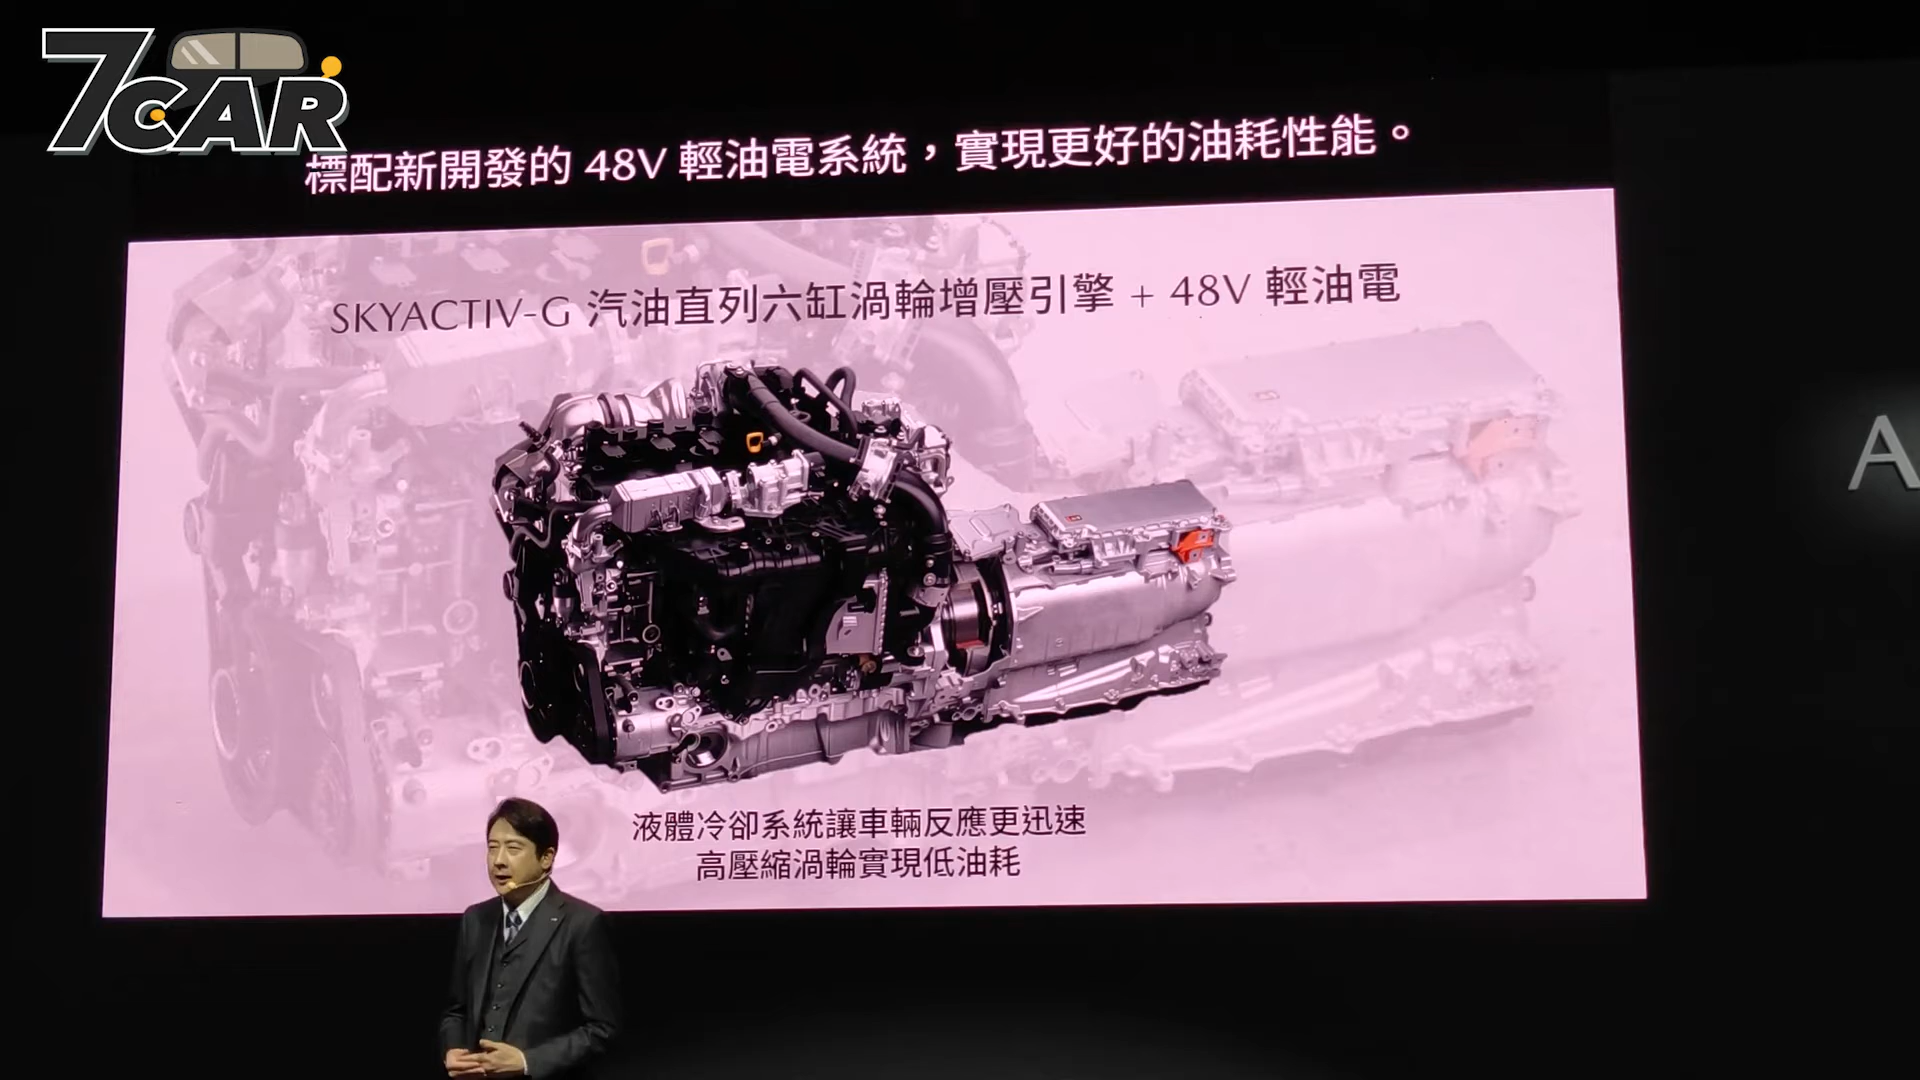 7CAR
標配新開發的 48V 輕油電系統，實現更好的油耗性能。
SKYACTIV-G 汽油直列六缸渦輪增壓引擎 + 48V 輕油電
液體冷卻系統讓車輛反應更迅速
高壓縮渦輪實現低油耗
A